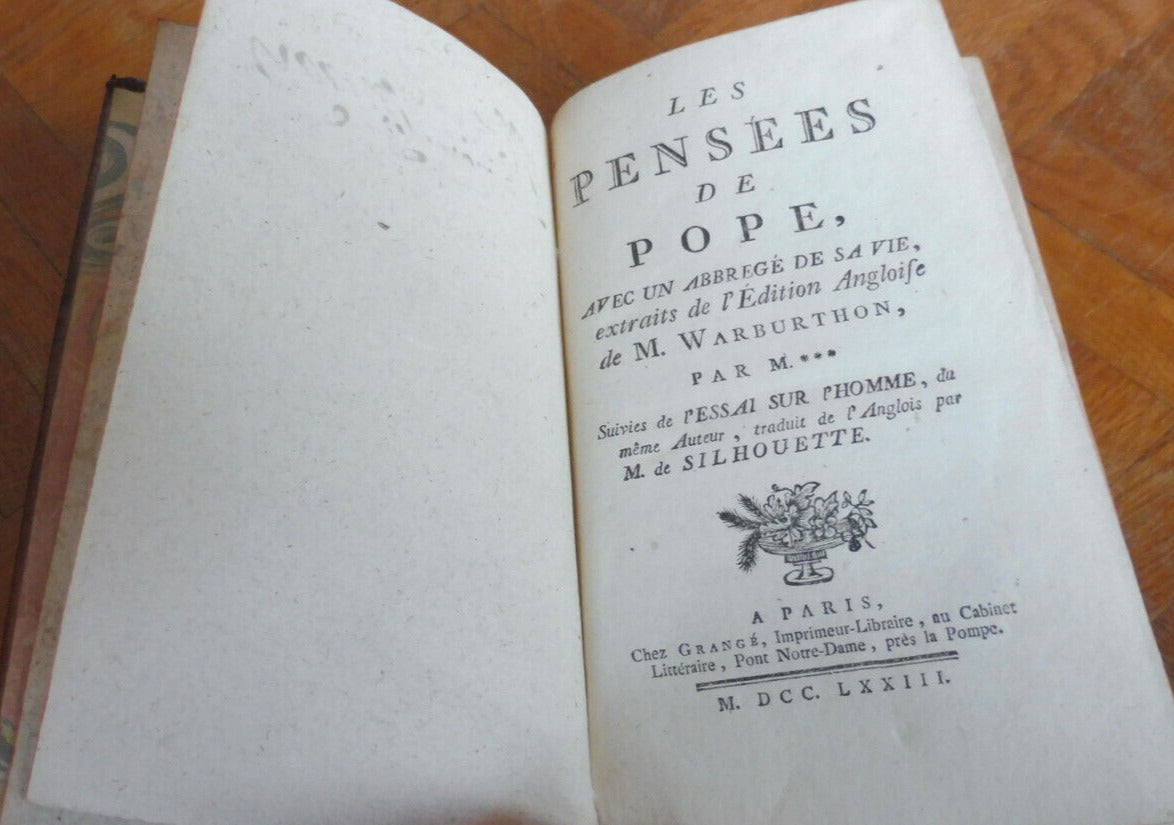 LES
PENSÉES
DE
POPE,
AVEC UN ABBREGÉ DE SA VIE,
extraits de l'Édition Angloiſe
de M. WARBURTHON,
PAR M. ***
Suivies de l'ESSAI SUR l'HOMME, du
même Auteur, traduit de l'Anglois par
M. de SILHOUETTE.
A PARIS,
Chez GRANGÉ, Imprimeur-Libraire, au Cabinet
Littéraire, Pont Notre-Dame, près la Pompe.
M. DCC. LXXIII.